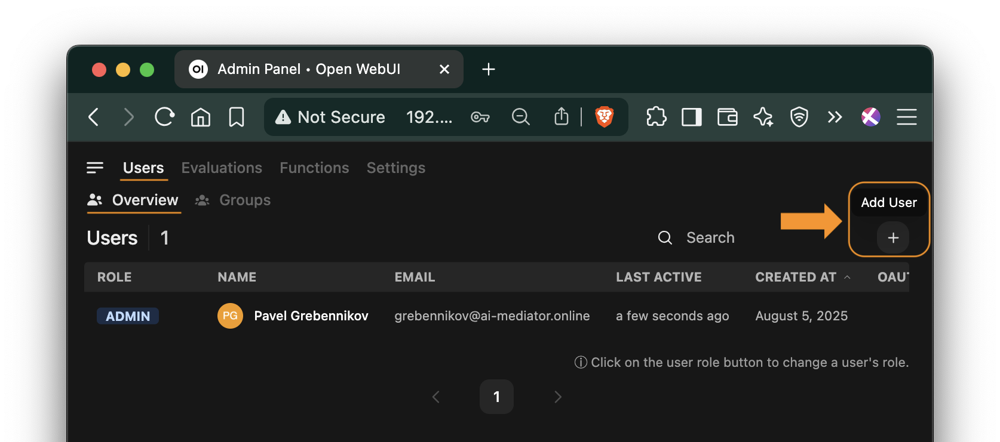 OI Admin Panel • Open WebUI
Not Secure 192....
Users Evaluations Functions Settings
Overview Groups
Add User
Users 1 Search
ROLE NAME EMAIL LAST ACTIVE CREATED AT OAUT
ADMIN PG Pavel Grebennikov grebennikov@ai-mediator.online a few seconds ago August 5, 2025
Click on the user role button to change a user's role.
1